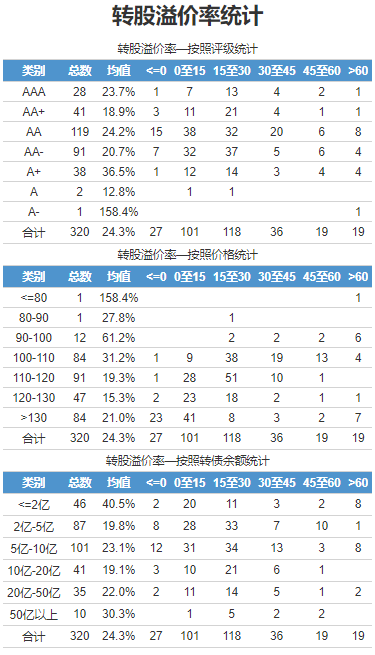 转股溢价率统计
转股溢价率—按照评级统计
类别 总数 均值 <=0 0至15 15至30 30至45 45至60 >60
AAA 28 23.7% 1 7 13 4 2 1
AA+ 41 18.9% 3 11 21 4 1 1
AA 119 24.2% 15 38 32 20 6 8
AA- 91 20.7% 7 32 37 5 6 4
A+ 38 36.5% 1 12 14 3 4 4
A 2 12.8% 1 1
A- 1 158.4% 1
合计 320 24.3% 27 101 118 36 19 19
转股溢价率—按照价格统计
类别 总数 均值 <=0 0至15 15至30 30至45 45至60 >60
<=80 1 158.4% 1
80-90 1 27.8% 1
90-100 12 61.2% 2 2 2 6
100-110 84 31.2% 1 9 38 19 13 4
110-120 91 19.3% 1 28 51 10 1
120-130 47 15.3% 2 23 18 2 1 1
>130 84 21.0% 23 41 8 3 2 7
合计 320 24.3% 27 101 118 36 19 19
转股溢价率—按照转债余额统计
类别 总数 均值 <=0 0至15 15至30 30至45 45至60 >60
<=2亿 46 40.5% 2 20 11 3 2 8
2亿-5亿 87 19.8% 8 28 33 7 10 1
5亿-10亿 101 23.1% 12 31 34 13 3 8
10亿-20亿 41 19.1% 3 10 21 6 1
20亿-50亿 35 22.0% 2 11 14 5 1 2
50亿以上 10 30.3% 1 5 2 2
合计 320 24.3% 27 101 118 36 19 19